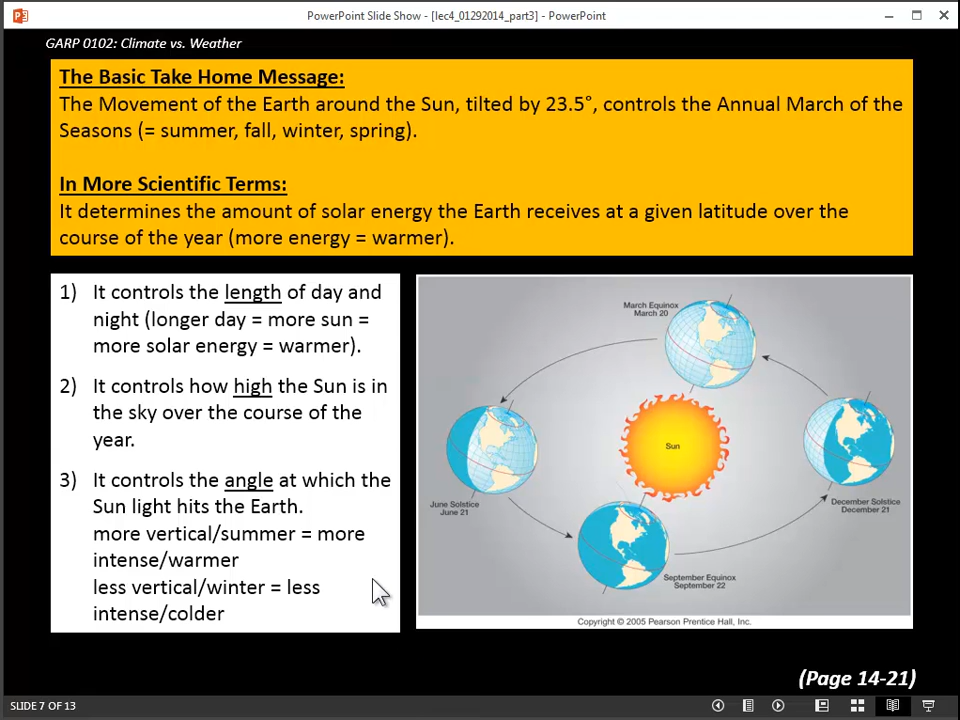 PowerPoint Slide Show - [lec4_01292014_part3] - PowerPoint
GARP 0102: Climate vs. Weather
The Basic Take Home Message:
The Movement of the Earth around the Sun, tilted by 23.5°, controls the Annual March of the
Seasons (= summer, fall, winter, spring).
In More Scientific Terms:
It determines the amount of solar energy the Earth receives at a given latitude over the
course of the year (more energy = warmer).
1) It controls the length of day and
night (longer day = more sun =
more solar energy = warmer).
2) It controls how high the Sun is in
the sky over the course of the
year.
3) It controls the angle at which the
Sun light hits the Earth.
more vertical/summer = more
intense/warmer
less vertical/winter = less
intense/colder
March Equinox
March 20
Sun
June Solstice
June 21
December Solstice
December 21
September Equinox
September 22
Copyright © 2005 Pearson Prentice Hall, Inc.
(Page 14-21)
SLIDE 7 OF 13